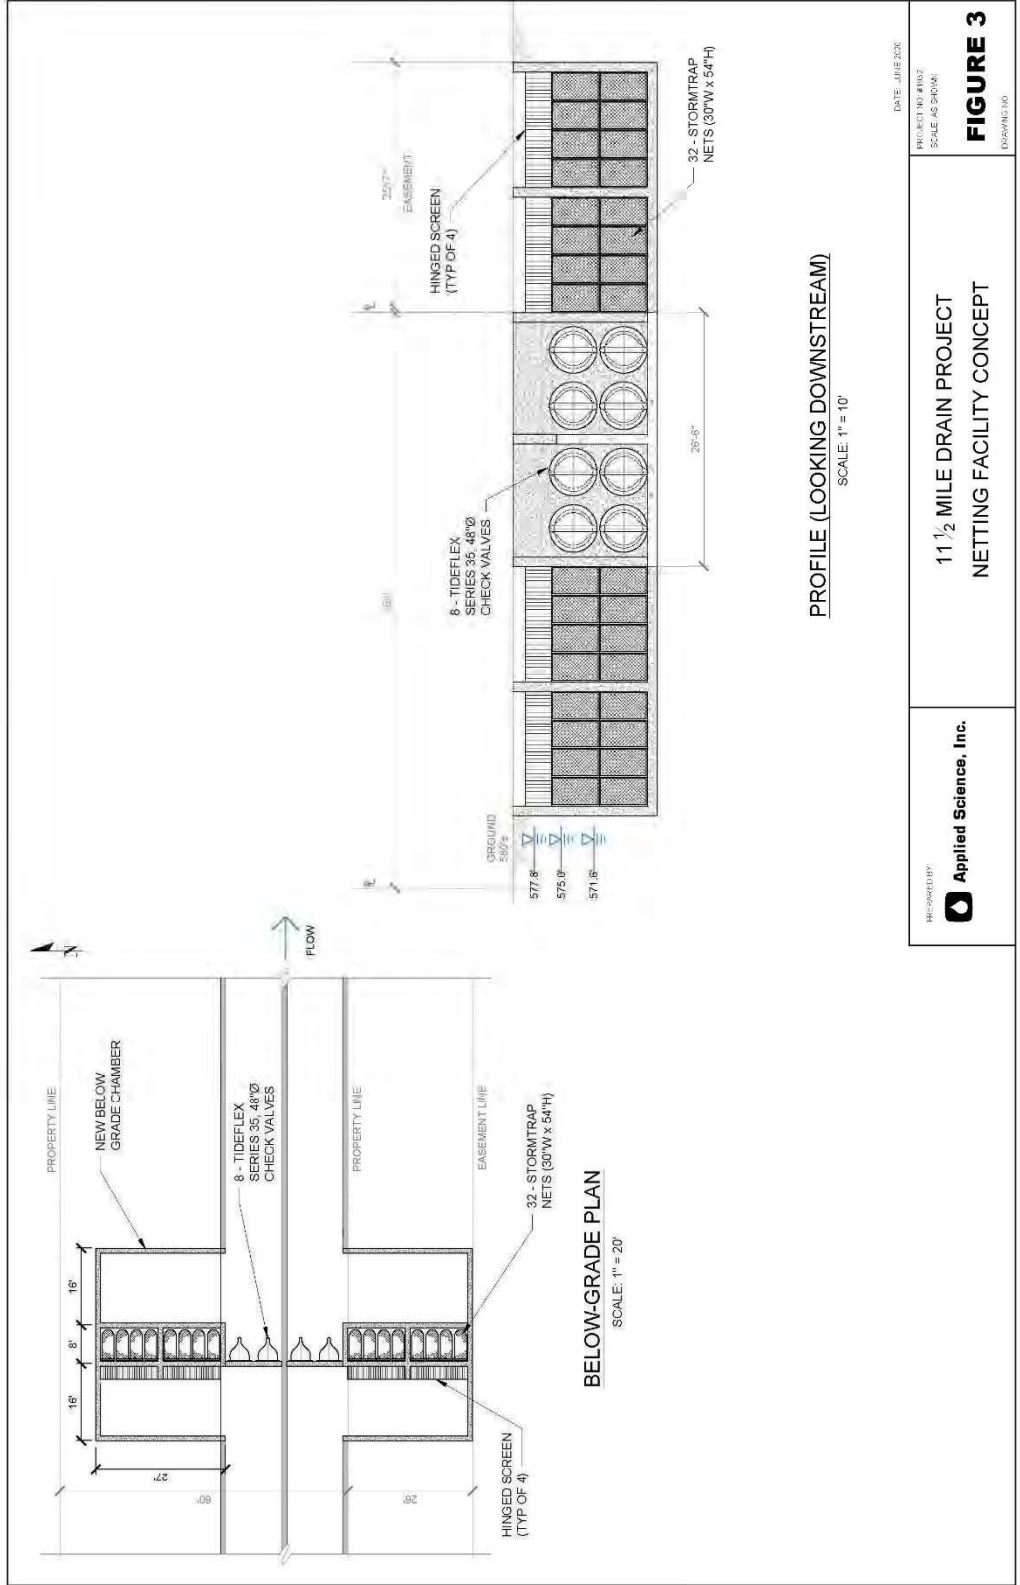 N
PROPERTY LINE
NEW BELOW
GRADE CHAMBER
8 - TIDEFLEX
SERIES 35, 48"Ø
CHECK VALVES
PROPERTY LINE
EASEMENT LINE
FLOW
16'
8'
16'
27'
60'
26'
HINGED SCREEN
(TYP OF 4)
32 - STORMTRAP
NETS (30"W x 54"H)
BELOW-GRADE PLAN
SCALE: 1" = 20'
EASEMENT
GROUND
577.8'
575.0'
571.6'
8 - TIDEFLEX
SERIES 35, 48"Ø
CHECK VALVES
HINGED SCREEN
(TYP OF 4)
26'-6"
32 - STORMTRAP
NETS (30"W x 54"H)
PROFILE (LOOKING DOWNSTREAM)
SCALE: 1" = 10'
DATE: JUNE 2020
PREPARED BY:
Applied Science, Inc.
11 ½ MILE DRAIN PROJECT
NETTING FACILITY CONCEPT
SCALE: AS SHOWN
FIGURE 3
DRAWING NO.